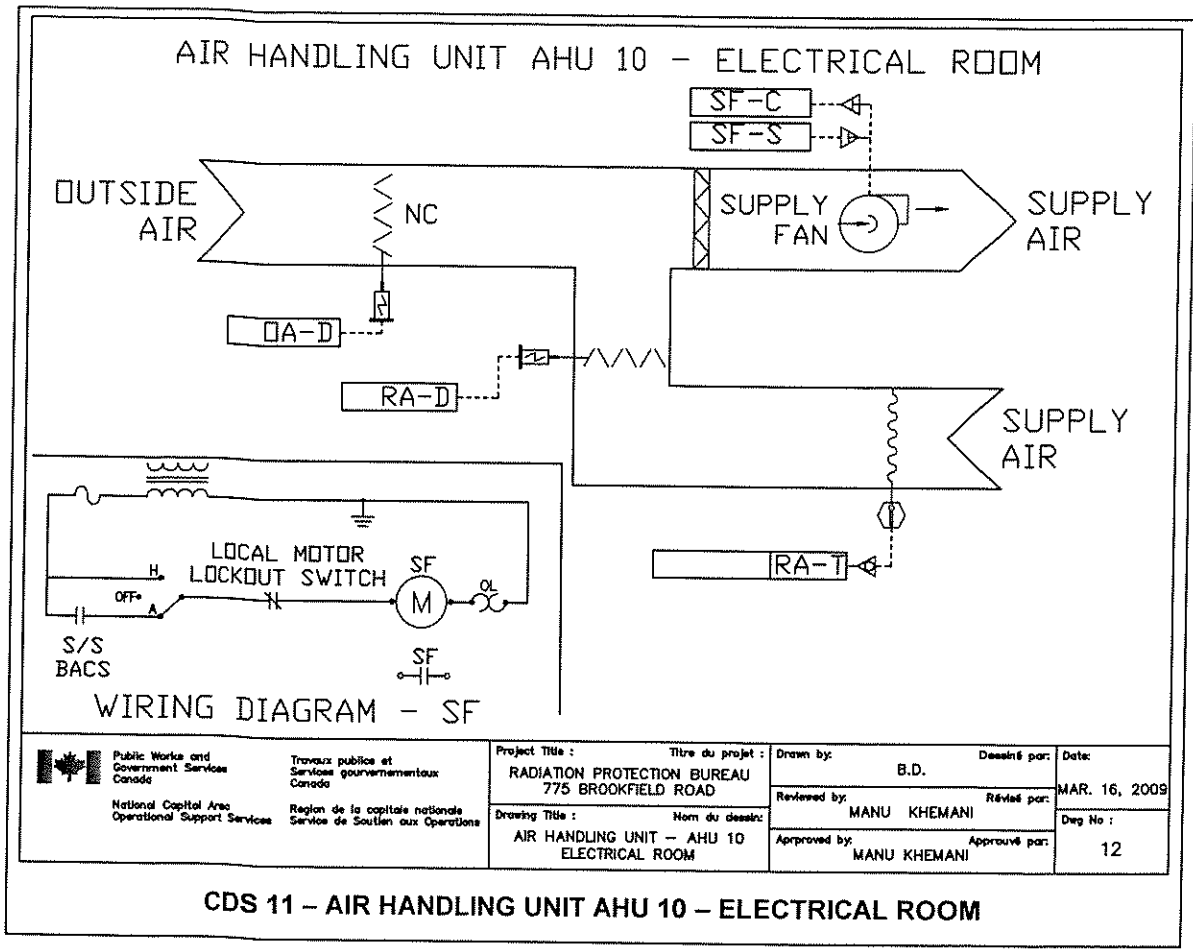 AIR HANDLING UNIT AHU 10 - ELECTRICAL ROOM
SF-C
SF-S
OUTSIDE
AIR
NC
SUPPLY
FAN
SUPPLY
AIR
OA-D
RA-D
SUPPLY
AIR
RA-T
LOCAL MOTOR
LOCKOUT SWITCH
H
OFF
A
S/S
BACS
SF
M
OL
SF
WIRING DIAGRAM - SF
Public Works and
Government Services
Canada
Travaux publics et
Services gouvernementaux
Canada
National Capital Area
Operational Support Services
Region de la capitale nationale
Service de Soutien aux Operations
Project Title : Titre du projet :
RADIATION PROTECTION BUREAU
775 BROOKFIELD ROAD
Drawing Title : Nom du dessin:
AIR HANDLING UNIT - AHU 10
ELECTRICAL ROOM
Drawn by: Dessiné par:
B.D.
Reviewed by: Révisé par:
MANU KHEMANI
Aprproved by: Approuvé par:
MANU KHEMANI
Date:
MAR. 16, 2009
Dwg No :
12
CDS 11 – AIR HANDLING UNIT AHU 10 – ELECTRICAL ROOM